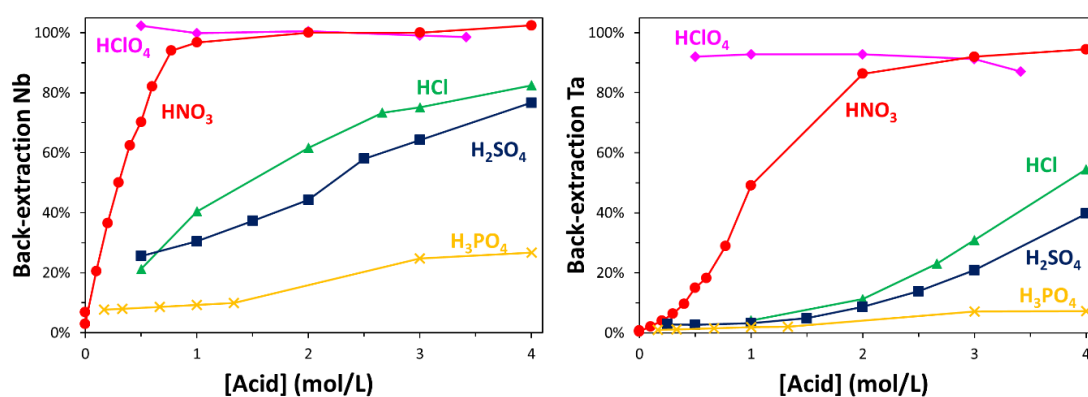 Back-extraction Nb
100%
80%
60%
40%
20%
0%
HClO₄
HNO₃
HCl
H₂SO₄
H₃PO₄
0 1 2 3 4
[Acid] (mol/L)
Back-extraction Ta
100%
80%
60%
40%
20%
0%
HClO₄
HNO₃
HCl
H₂SO₄
H₃PO₄
0 1 2 3 4
[Acid] (mol/L)